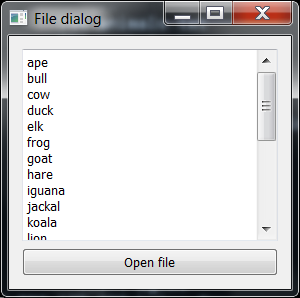 File dialog
ape
bull
cow
duck
elk
frog
goat
hare
iguana
jackal
koala
lion
Open file